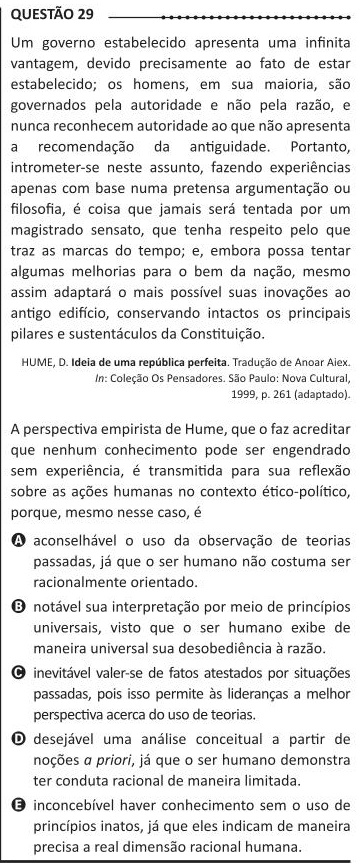 QUESTÃO 29
Um governo estabelecido apresenta uma infinita
vantagem, devido precisamente ao fato de estar
estabelecido; os homens, em sua maioria, são
governados pela autoridade e não pela razão, e
nunca reconhecem autoridade ao que não apresenta
a recomendação da antiguidade. Portanto,
intrometer-se neste assunto, fazendo experiências
apenas com base numa pretensa argumentação ou
filosofia, é coisa que jamais será tentada por um
magistrado sensato, que tenha respeito pelo que
traz as marcas do tempo; e, embora possa tentar
algumas melhorias para o bem da nação, mesmo
assim adaptará o mais possível suas inovações ao
antigo edifício, conservando intactos os principais
pilares e sustentáculos da Constituição.
HUME, D. Ideia de uma república perfeita. Tradução de Anoar Aiex.
In: Coleção Os Pensadores. São Paulo: Nova Cultural,
1999, p. 261 (adaptado).
A perspectiva empirista de Hume, que o faz acreditar
que nenhum conhecimento pode ser engendrado
sem experiência, é transmitida para sua reflexão
sobre as ações humanas no contexto ético-político,
porque, mesmo nesse caso, é
A aconselhável o uso da observação de teorias
passadas, já que o ser humano não costuma ser
racionalmente orientado.
B notável sua interpretação por meio de princípios
universais, visto que o ser humano exibe de
maneira universal sua desobediência à razão.
C inevitável valer-se de fatos atestados por situações
passadas, pois isso permite às lideranças a melhor
perspectiva acerca do uso de teorias.
D desejável uma análise conceitual a partir de
noções a priori, já que o ser humano demonstra
ter conduta racional de maneira limitada.
E inconcebível haver conhecimento sem o uso de
princípios inatos, já que eles indicam de maneira
precisa a real dimensão racional humana.